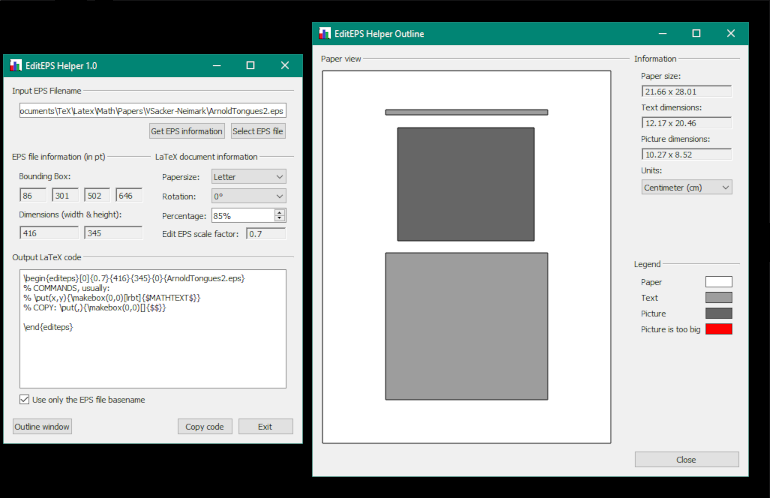 EditEPS Helper 1.0
Input EPS Filename
ocuments\TeX\Latex\Math\Papers\VSacker-Neimark\ArnoldTongues2.eps
Get EPS information
Select EPS file
EPS file information (in pt)
Bounding Box:
86 301 502 646
Dimensions (width & height):
416 345
LaTeX document information
Papersize: Letter
Rotation: 0°
Percentage: 85%
Edit EPS scale factor: 0.7
Output LaTeX code
\begin{editeps}{0}{0.7}{416}{345}{0}{ArnoldTongues2.eps}
% COMMANDS, usually:
% \put(x,y){\makebox(0,0)[lrbt]{$MATHTEXT$}}
% COPY: \put(,){\makebox(0,0)[]{$$}}
\end{editeps}
Use only the EPS file basename
Outline window
Copy code
Exit
EditEPS Helper Outline
Paper view
Information
Paper size:
21.66 x 28.01
Text dimensions:
12.17 x 20.46
Picture dimensions:
10.27 x 8.52
Units:
Centimeter (cm)
Legend
Paper
Text
Picture
Picture is too big
Close